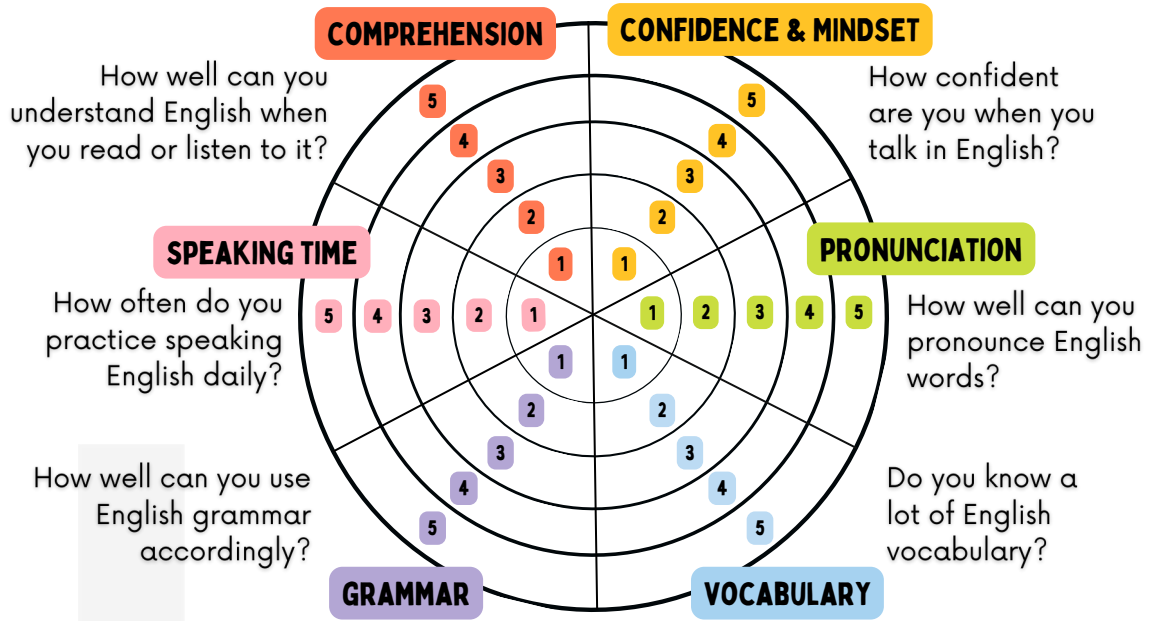 COMPREHENSION
CONFIDENCE & MINDSET
How well can you
understand English when
you read or listen to it?
How confident
are you when you
talk in English?
5
4
3
2
1
5
4
3
2
1
SPEAKING TIME
PRONUNCIATION
How often do you
practice speaking
English daily?
5 4 3 2 1
1 2 3 4 5
How well can you
pronounce English
words?
1
2
3
4
5
1
2
3
4
5
How well can you use
English grammar
accordingly?
Do you know a
lot of English
vocabulary?
GRAMMAR
VOCABULARY